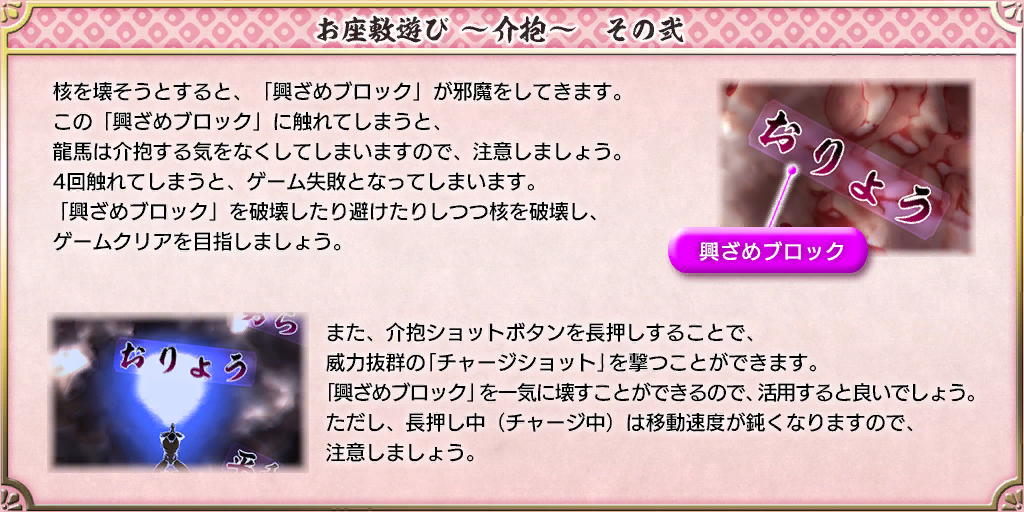 お座敷遊び ～介抱～　その弐
核を壊そうとすると、「興ざめブロック」が邪魔をしてきます。
この「興ざめブロック」に触れてしまうと、
龍馬は介抱する気をなくしてしまいますので、注意しましょう。
4回触れてしまうと、ゲーム失敗となってしまいます。
「興ざめブロック」を破壊したり避けたりしつつ核を破壊し、
ゲームクリアを目指しましょう。
おりょう
興ざめブロック
おりょう
また、介抱ショットボタンを長押しすることで、
威力抜群の「チャージショット」を撃つことができます。
「興ざめブロック」を一気に壊すことができるので、活用すると良いでしょう。
ただし、長押し中（チャージ中）は移動速度が鈍くなりますので、
注意しましょう。